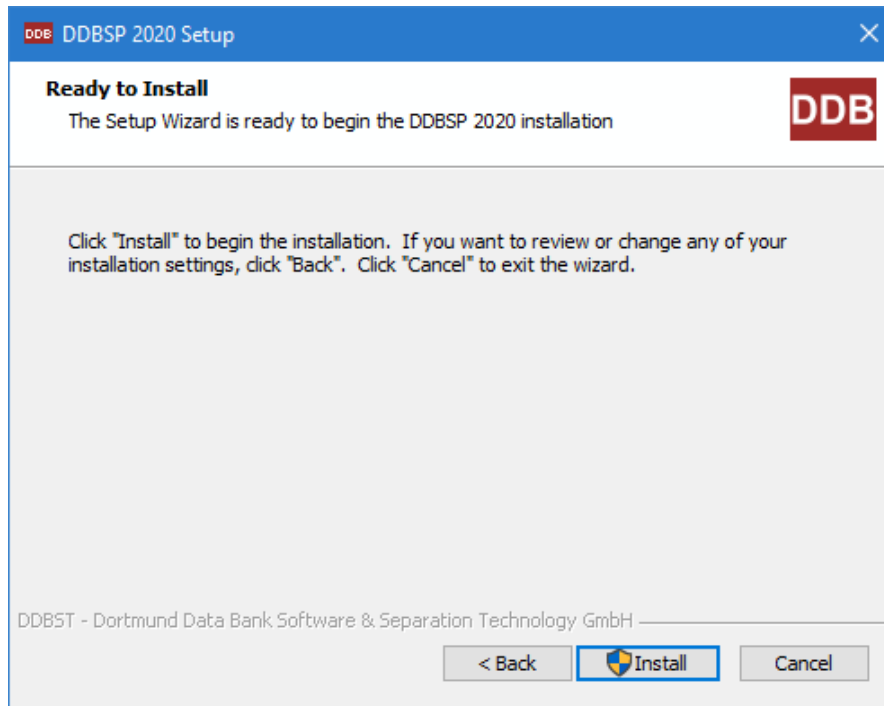 DDB DDBSP 2020 Setup
Ready to Install
The Setup Wizard is ready to begin the DDBSP 2020 installation
DDB
Click "Install" to begin the installation.  If you want to review or change any of your
installation settings, click "Back".  Click "Cancel" to exit the wizard.
DDBST - Dortmund Data Bank Software & Separation Technology GmbH
< Back Install Cancel